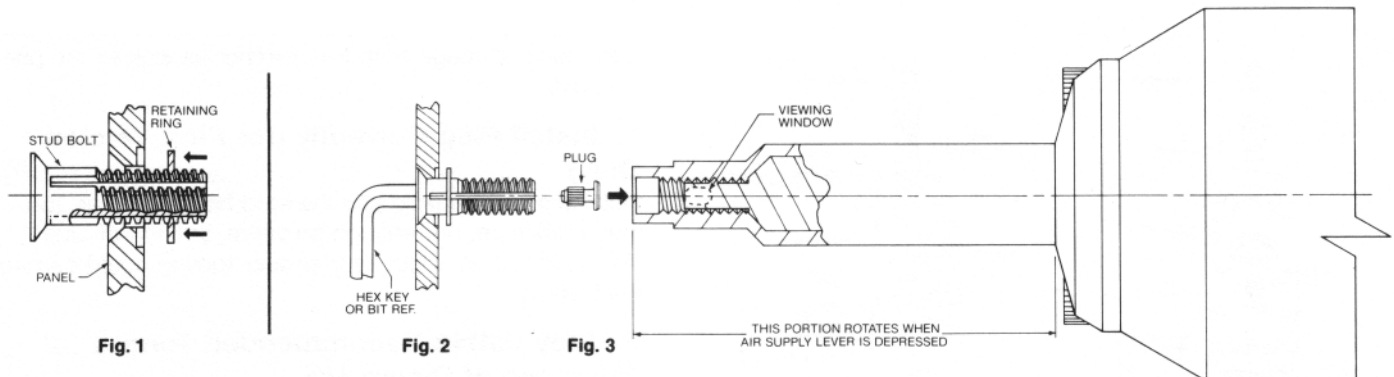 RETAINING
RING
STUD BOLT
PANEL
Fig. 1
HEX KEY
OR BIT REF.
Fig. 2
PLUG
Fig. 3
VIEWING
WINDOW
THIS PORTION ROTATES WHEN
AIR SUPPLY LEVER IS DEPRESSED